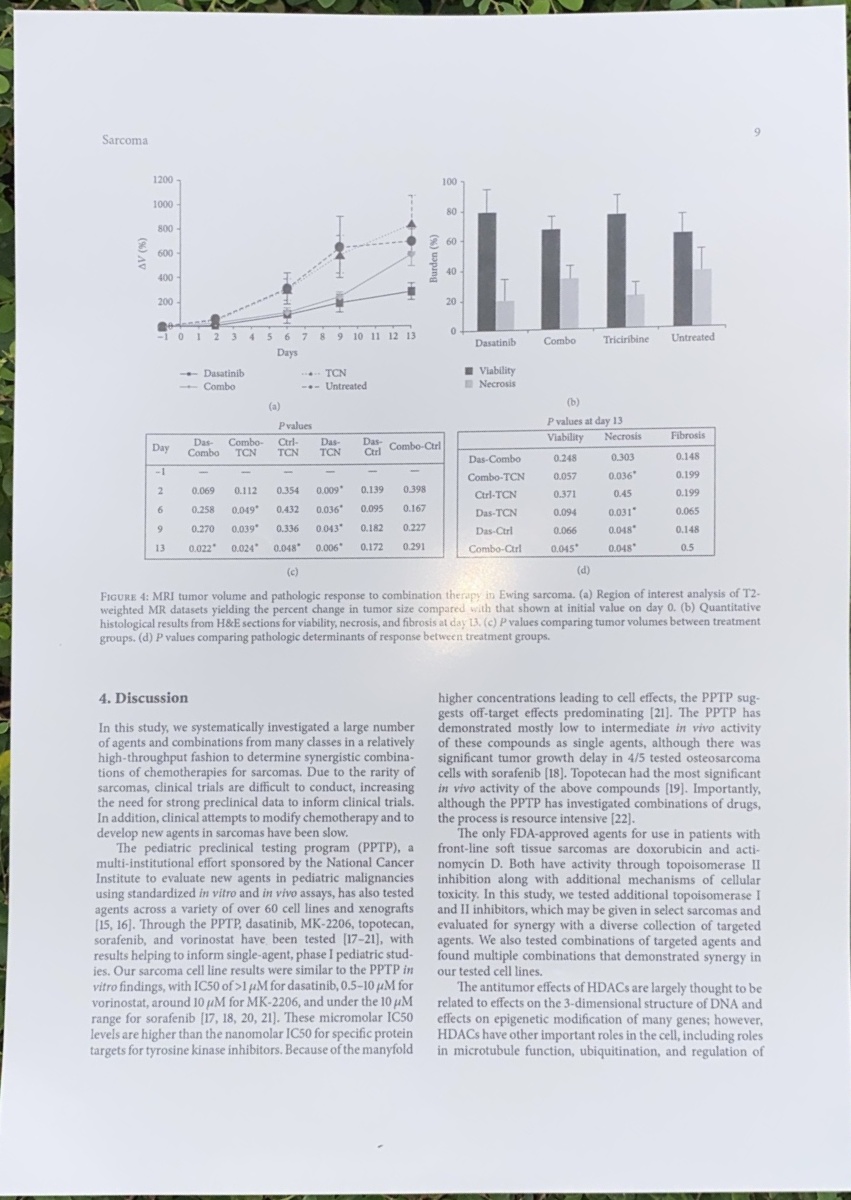 Sarcoma
9
1200
1000
800
600
400
200
0
ΔV (%)
−1 0 1 2 3 4 5 6 7 8 9 10 11 12 13
Days
Dasatinib
Combo
TCN
Untreated
(a)
100
80
60
40
20
0
Burden (%)
Dasatinib Combo Triciribine Untreated
Viability
Necrosis
(b)
P values
Day Das-Combo Combo-TCN Ctrl-TCN Das-TCN Das-Ctrl Combo-Ctrl
−1 — — — — — —
2 0.069 0.112 0.354 0.009* 0.139 0.398
6 0.258 0.049* 0.432 0.036* 0.095 0.167
9 0.270 0.039* 0.336 0.043* 0.182 0.227
13 0.022* 0.024* 0.048* 0.006* 0.172 0.291
(c)
P values at day 13
Viability Necrosis Fibrosis
Das-Combo 0.248 0.303 0.148
Combo-TCN 0.057 0.036* 0.199
Ctrl-TCN 0.371 0.45 0.199
Das-TCN 0.094 0.031* 0.065
Das-Ctrl 0.066 0.048* 0.148
Combo-Ctrl 0.045* 0.048* 0.5
(d)
Figure 4: MRI tumor volume and pathologic response to combination therapy in Ewing sarcoma. (a) Region of interest analysis of T2-
weighted MR datasets yielding the percent change in tumor size compared with that shown at initial value on day 0. (b) Quantitative
histological results from H&E sections for viability, necrosis, and fibrosis at day 13. (c) P values comparing tumor volumes between treatment
groups. (d) P values comparing pathologic determinants of response between treatment groups.
4. Discussion
In this study, we systematically investigated a large number
of agents and combinations from many classes in a relatively
high-throughput fashion to determine synergistic combina-
tions of chemotherapies for sarcomas. Due to the rarity of
sarcomas, clinical trials are difficult to conduct, increasing
the need for strong preclinical data to inform clinical trials.
In addition, clinical attempts to modify chemotherapy and to
develop new agents in sarcomas have been slow.
The pediatric preclinical testing program (PPTP), a
multi-institutional effort sponsored by the National Cancer
Institute to evaluate new agents in pediatric malignancies
using standardized in vitro and in vivo assays, has also tested
agents across a variety of over 60 cell lines and xenografts
[15, 16]. Through the PPTP, dasatinib, MK-2206, topotecan,
sorafenib, and vorinostat have been tested [17–21], with
results helping to inform single-agent, phase I pediatric stud-
ies. Our sarcoma cell line results were similar to the PPTP in
vitro findings, with IC50 of >1 μM for dasatinib, 0.5–10 μM for
vorinostat, around 10 μM for MK-2206, and under the 10 μM
range for sorafenib [17, 18, 20, 21]. These micromolar IC50
levels are higher than the nanomolar IC50 for specific protein
targets for tyrosine kinase inhibitors. Because of the manyfold
higher concentrations leading to cell effects, the PPTP sug-
gests off-target effects predominating [21]. The PPTP has
demonstrated mostly low to intermediate in vivo activity
of these compounds as single agents, although there was
significant tumor growth delay in 4/5 tested osteosarcoma
cells with sorafenib [18]. Topotecan had the most significant
in vivo activity of the above compounds [19]. Importantly,
although the PPTP has investigated combinations of drugs,
the process is resource intensive [22].
The only FDA-approved agents for use in patients with
front-line soft tissue sarcomas are doxorubicin and acti-
nomycin D. Both have activity through topoisomerase II
inhibition along with additional mechanisms of cellular
toxicity. In this study, we tested additional topoisomerase I
and II inhibitors, which may be given in select sarcomas and
evaluated for synergy with a diverse collection of targeted
agents. We also tested combinations of targeted agents and
found multiple combinations that demonstrated synergy in
our tested cell lines.
The antitumor effects of HDACs are largely thought to be
related to effects on the 3-dimensional structure of DNA and
effects on epigenetic modification of many genes; however,
HDACs have other important roles in the cell, including roles
in microtubule function, ubiquitination, and regulation of